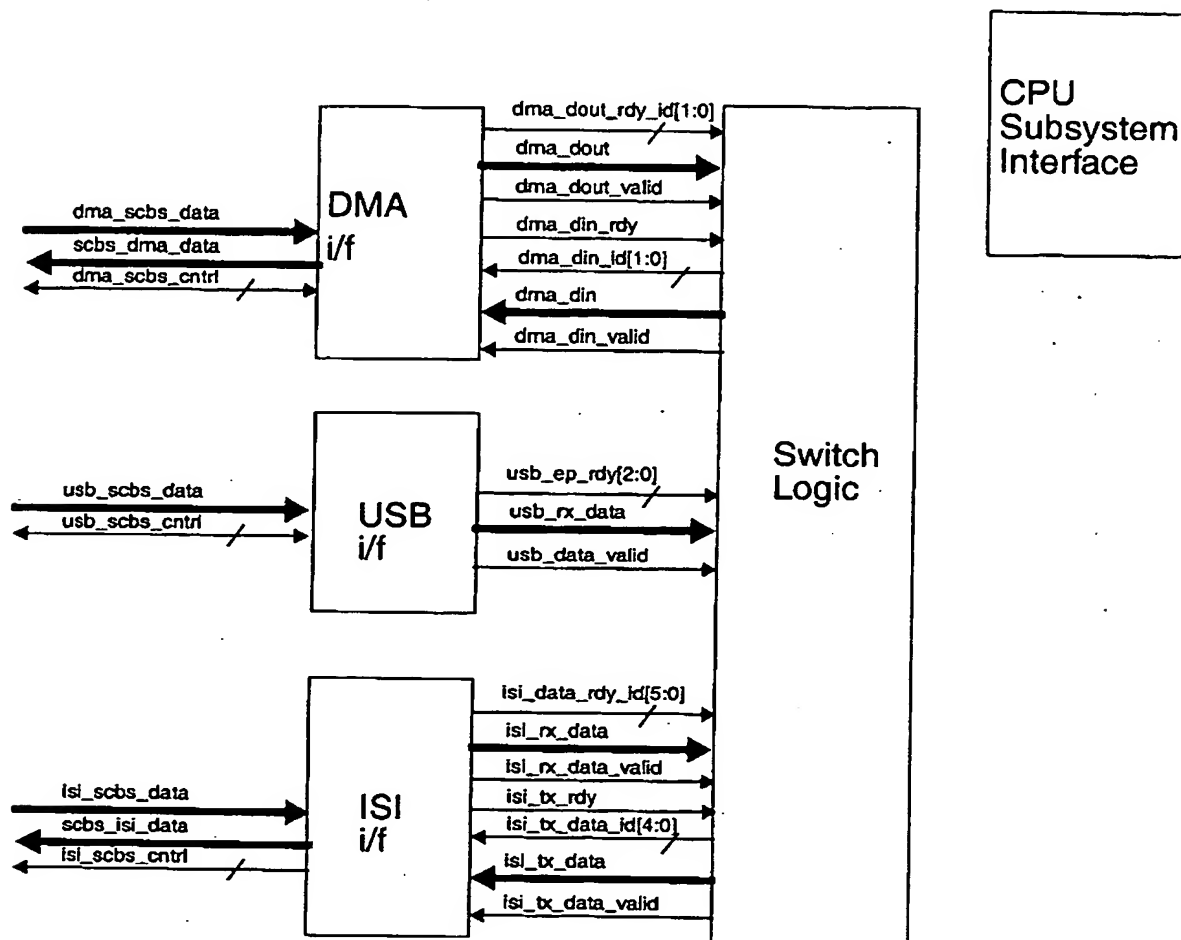 CPU
Subsystem
Interface
dma_dout_rdy_id[1:0]
dma_dout
dma_dout_valid
dma_din_rdy
dma_din_id[1:0]
dma_din
dma_din_valid
DMA
i/f
dma_scbs_data
scbs_dma_data
dma_scbs_cntrl
Switch
Logic
usb_ep_rdy[2:0]
usb_rx_data
usb_data_valid
usb_scbs_data
usb_scbs_cntrl
USB
i/f
isi_data_rdy_id[5:0]
isi_rx_data
isi_rx_data_valid
isi_tx_rdy
isi_tx_data_id[4:0]
isi_tx_data
isi_tx_data_valid
isi_scbs_data
scbs_isi_data
isi_scbs_cntrl
ISI
i/f